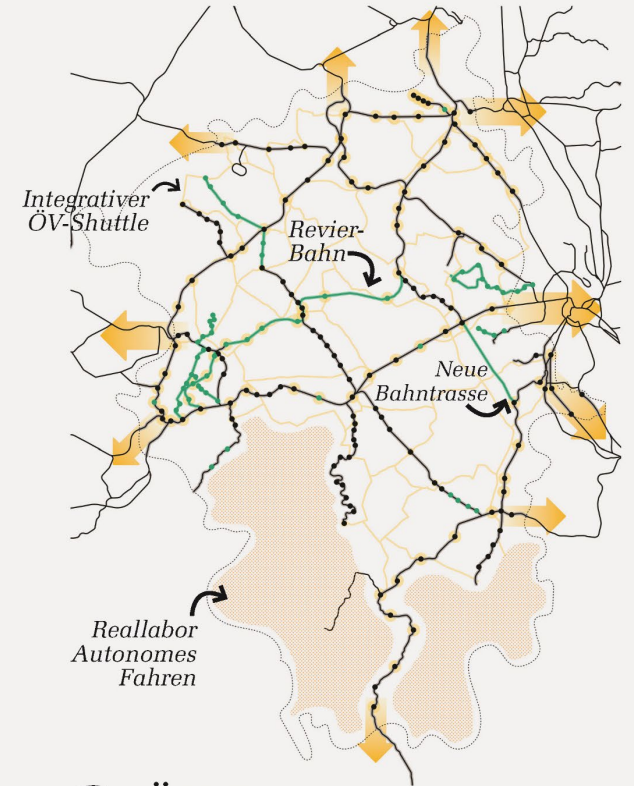 Integrativer
ÖV-Shuttle
Revier-
Bahn
Neue
Bahntrasse
Reallabor
Autonomes
Fahren